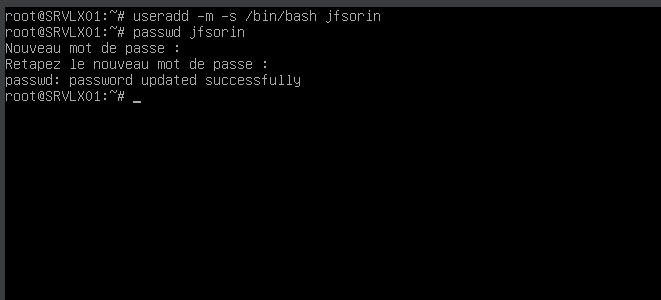 root@SRVLX01:~# useradd -m -s /bin/bash jfsorin
root@SRVLX01:~# passwd jfsorin
Nouveau mot de passe :
Retapez le nouveau mot de passe :
passwd: password updated successfully
root@SRVLX01:~# _